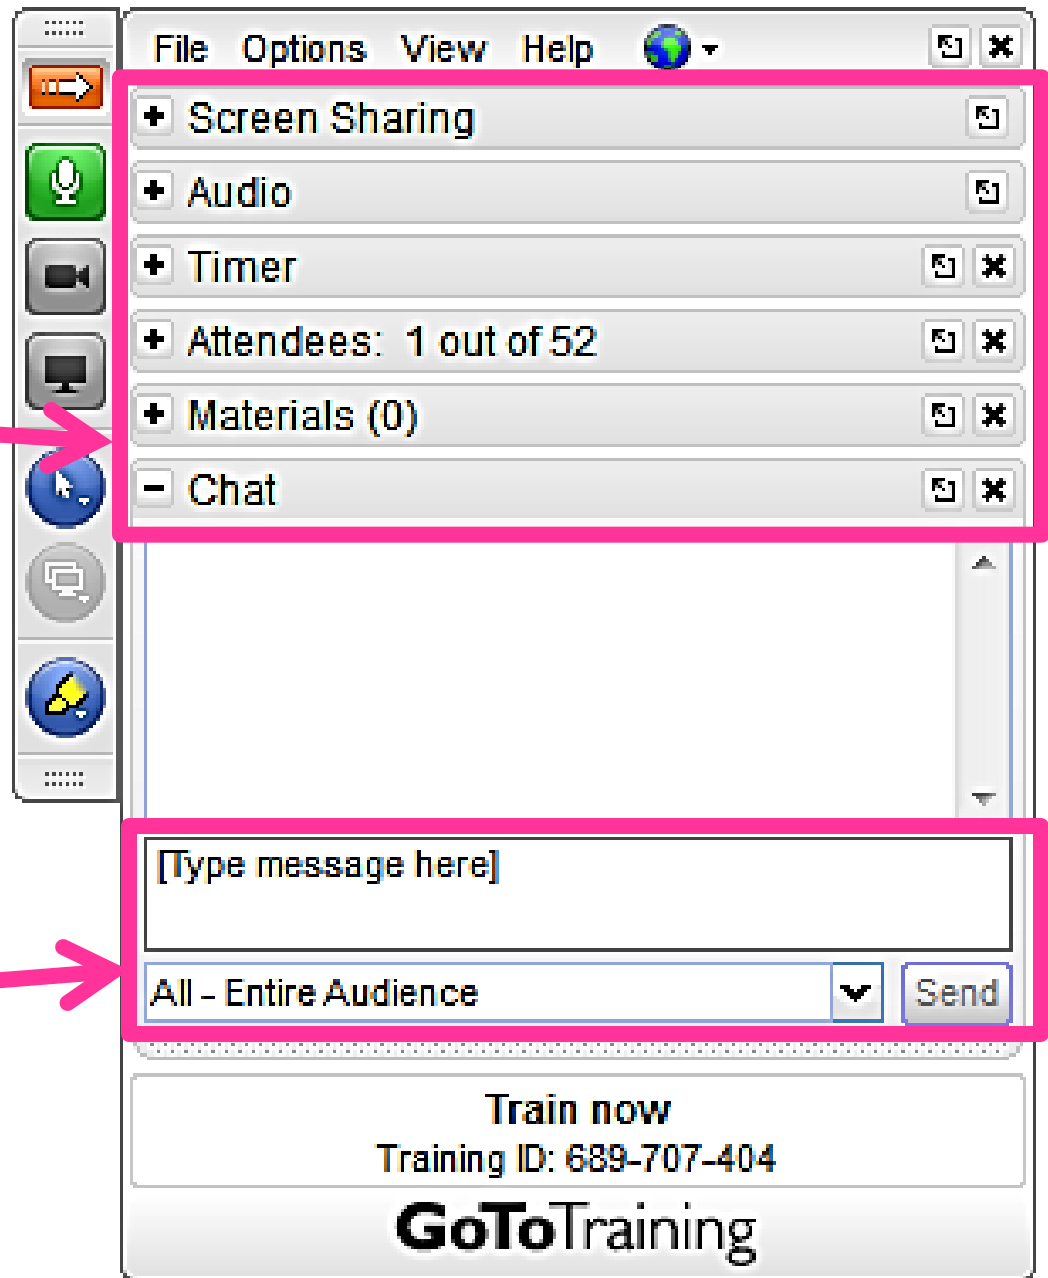 File Options View Help
Screen Sharing
Audio
Timer
Attendees: 1 out of 52
Materials (0)
Chat
[Type message here]
All - Entire Audience
Send
Train now
Training ID: 689-707-404
GoToTraining